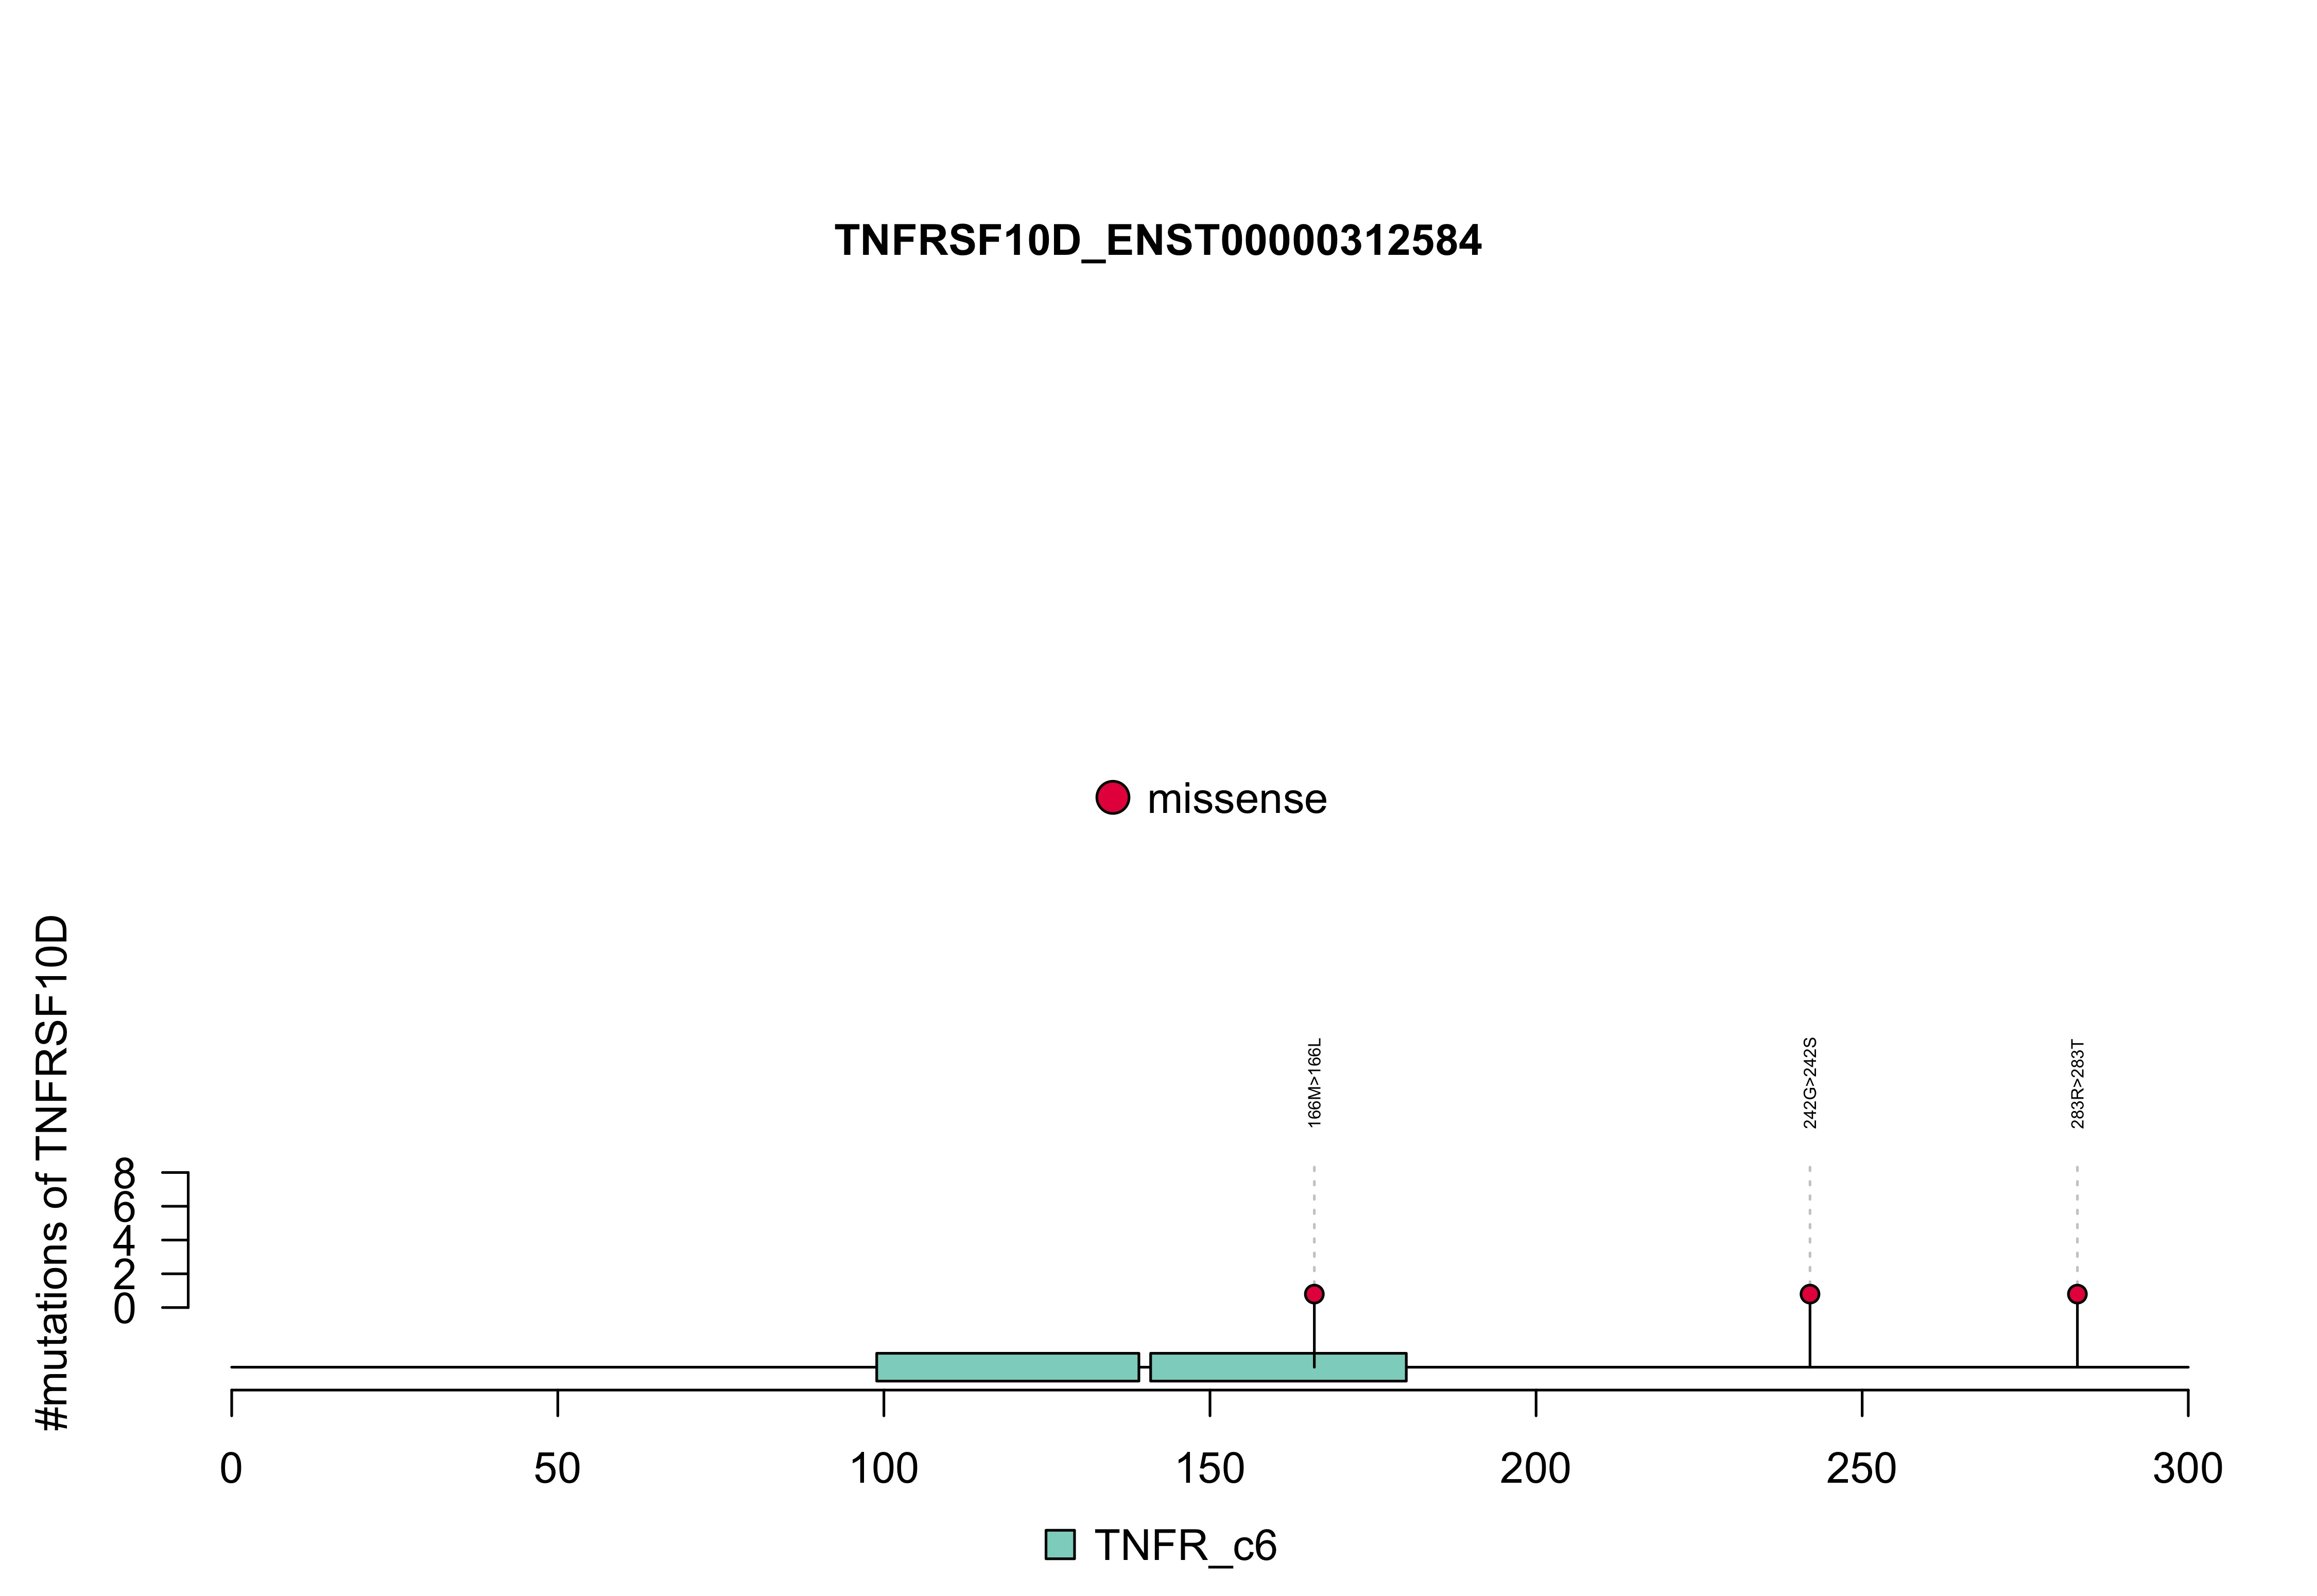 TNFRSF10D_ENST00000312584
missense
#mutations of TNFRSF10D
166M>166L
242G>242S
283R>283T
8
6
4
2
0
0 50 100 150 200 250 300
TNFR_c6